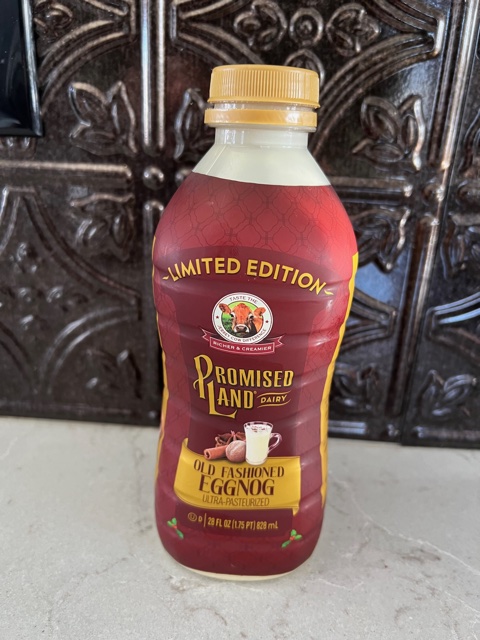 LIMITED EDITION
TASTE THE
RICHER & CREAMIER
PROMISED
LAND® DAIRY
OLD FASHIONED
EGGNOG
ULTRA-PASTEURIZED
U D | 28 FL OZ (1.75 PT) 828 mL